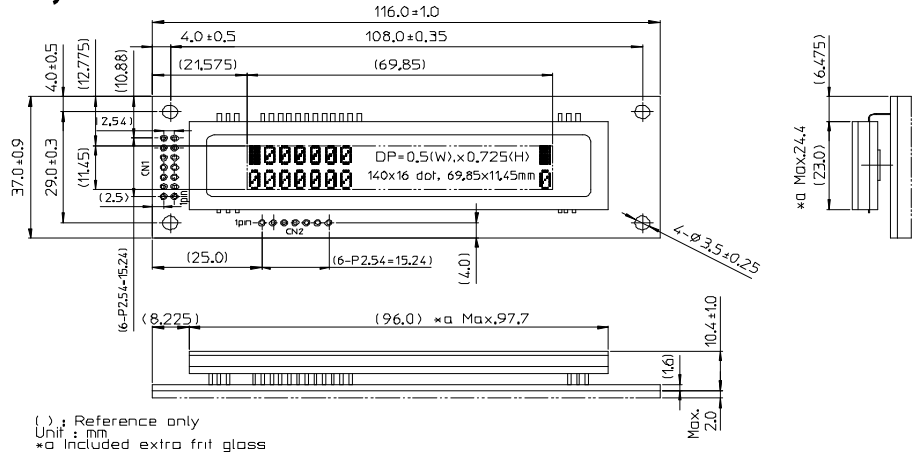 116.0±1.0
4.0±0.5
108.0±0.35
(21.575)
(69.85)
4.0±0.5
(12.775)
(10.88)
(6.475)
(2.54)
37.0±0.9
29.0±0.3
CN1
(11.45)
DP=0.5(W),x0.725(H)
140x16 dot, 69.85x11.45mm
*a Max.24.4
(23.0)
(2.5)
1pin
1pin
CN2
4-ø3.5±0.25
(25.0)
(6-P2.54=15.24)
(4.0)
(6-P2.54=15.24)
(8.225)
(96.0) *a Max.97.7
10.4±1.0
(1.6)
Max.
2.0
( ) : Reference only
Unit : mm
*a Included extra frit glass